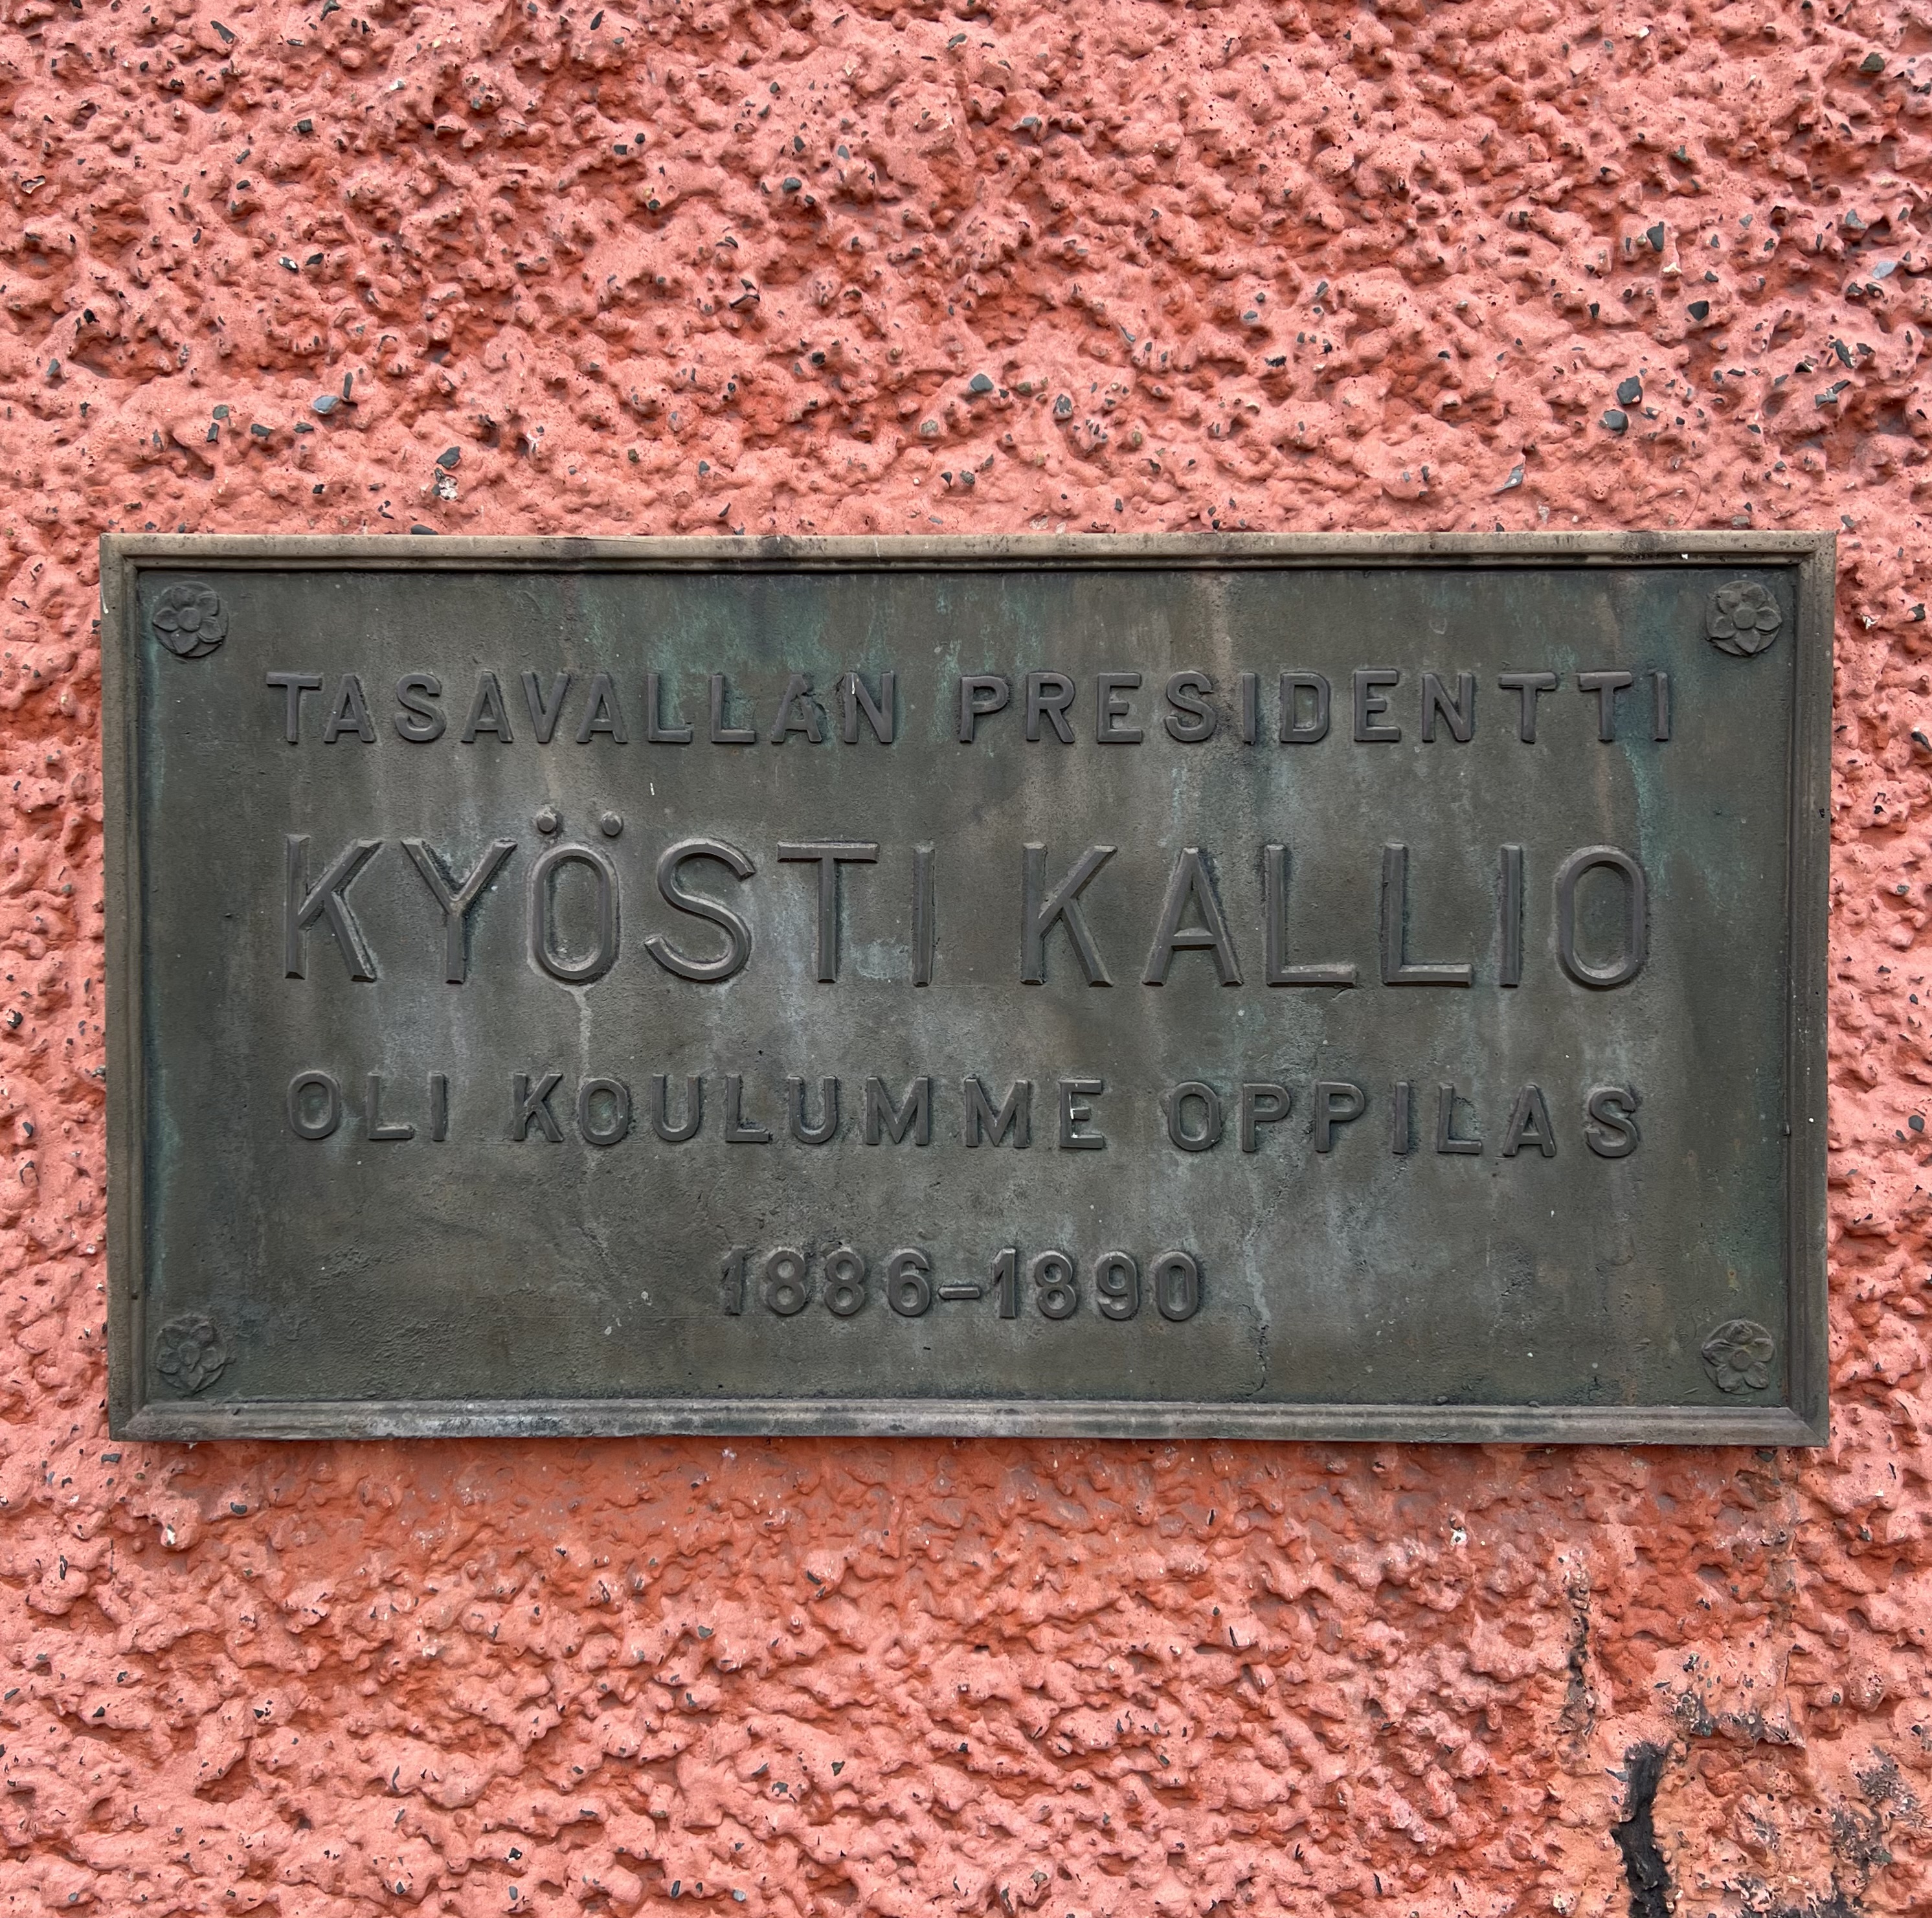 TASAVALLAN PRESIDENTTI
KYÖSTI KALLIO
OLI KOULUMME OPPILAS
1886–1890